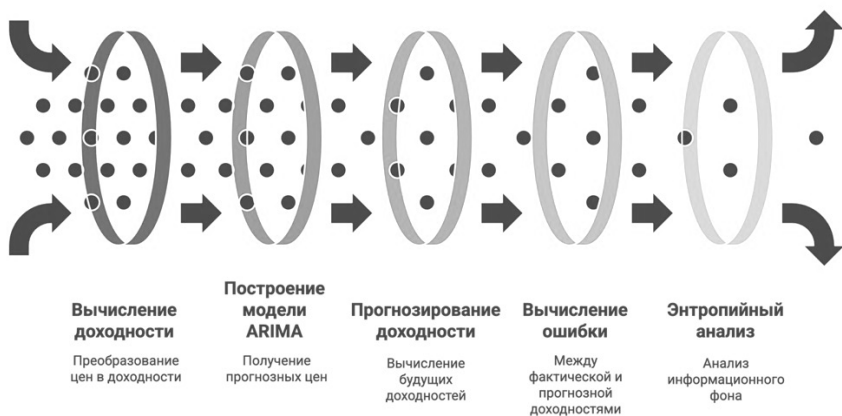 Вычисление
доходности
Преобразование
цен в доходности
Построение
модели
ARIMA
Получение
прогнозных цен
Прогнозирование
доходности
Вычисление
будущих
доходностей
Вычисление
ошибки
Между
фактической и
прогнозной
доходностями
Энтропийный
анализ
Анализ
информационного
фона